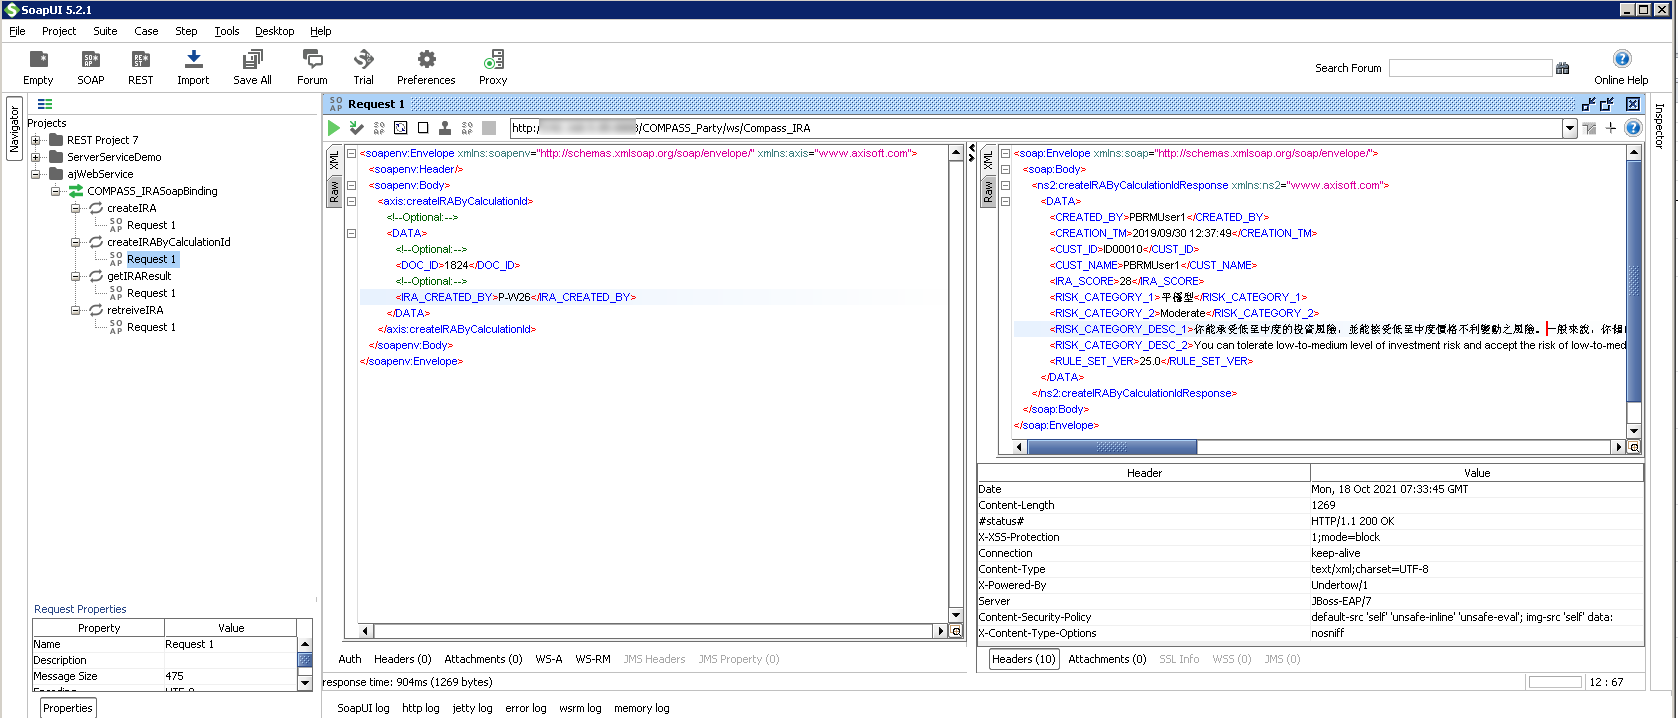 SoapUI 5.2.1
File Project Suite Case Step Tools Desktop Help
Empty SOAP REST Import Save All Forum Trial Preferences Proxy
Search Forum
Online Help
Navigator
Projects
REST Project 7
ServerServiceDemo
ajWebService
COMPASS_IRASoapBinding
createIRA
Request 1
createIRAByCalculationId
Request 1
getIRAResult
Request 1
retreiveIRA
Request 1
Request Properties
Property Value
Name Request 1
Description
Message Size 475
Properties
Request 1
http:/ /COMPASS_Party/ws/Compass_IRA
XML
Raw
<soapenv:Envelope xmlns:soapenv="http://schemas.xmlsoap.org/soap/envelope/" xmlns:axis="www.axisoft.com">
<soapenv:Header/>
<soapenv:Body>
<axis:createIRAByCalculationId>
<!--Optional:-->
<DATA>
<!--Optional:-->
<DOC_ID>1824</DOC_ID>
<!--Optional:-->
<IRA_CREATED_BY>P-W26</IRA_CREATED_BY>
</DATA>
</axis:createIRAByCalculationId>
</soapenv:Body>
</soapenv:Envelope>
Auth Headers (0) Attachments (0) WS-A WS-RM JMS Headers JMS Property (0)
XML
Raw
<soap:Envelope xmlns:soap="http://schemas.xmlsoap.org/soap/envelope/">
<soap:Body>
<ns2:createIRAByCalculationIdResponse xmlns:ns2="www.axisoft.com">
<DATA>
<CREATED_BY>PBRMUser1</CREATED_BY>
<CREATION_TM>2019/09/30 12:37:49</CREATION_TM>
<CUST_ID>ID00010</CUST_ID>
<CUST_NAME>PBRMUser1</CUST_NAME>
<IRA_SCORE>28</IRA_SCORE>
<RISK_CATEGORY_1>平穩型</RISK_CATEGORY_1>
<RISK_CATEGORY_2>Moderate</RISK_CATEGORY_2>
<RISK_CATEGORY_DESC_1>你能承受低至中度的投資風險，並能接受低至中度價格不利變動之風險。一般來說，你傾
<RISK_CATEGORY_DESC_2>You can tolerate low-to-medium level of investment risk and accept the risk of low-to-med
<RULE_SET_VER>25.0</RULE_SET_VER>
</DATA>
</ns2:createIRAByCalculationIdResponse>
</soap:Body>
</soap:Envelope>
Header Value
Date Mon, 18 Oct 2021 07:33:45 GMT
Content-Length 1269
#status# HTTP/1.1 200 OK
X-XSS-Protection 1;mode=block
Connection keep-alive
Content-Type text/xml;charset=UTF-8
X-Powered-By Undertow/1
Server JBoss-EAP/7
Content-Security-Policy default-src 'self' 'unsafe-inline' 'unsafe-eval'; img-src 'self' data:
X-Content-Type-Options nosniff
Headers (10) Attachments (0) SSL Info WSS (0) JMS (0)
Inspector
response time: 904ms (1269 bytes)
12 : 67
SoapUI log http log jetty log error log wsrm log memory log